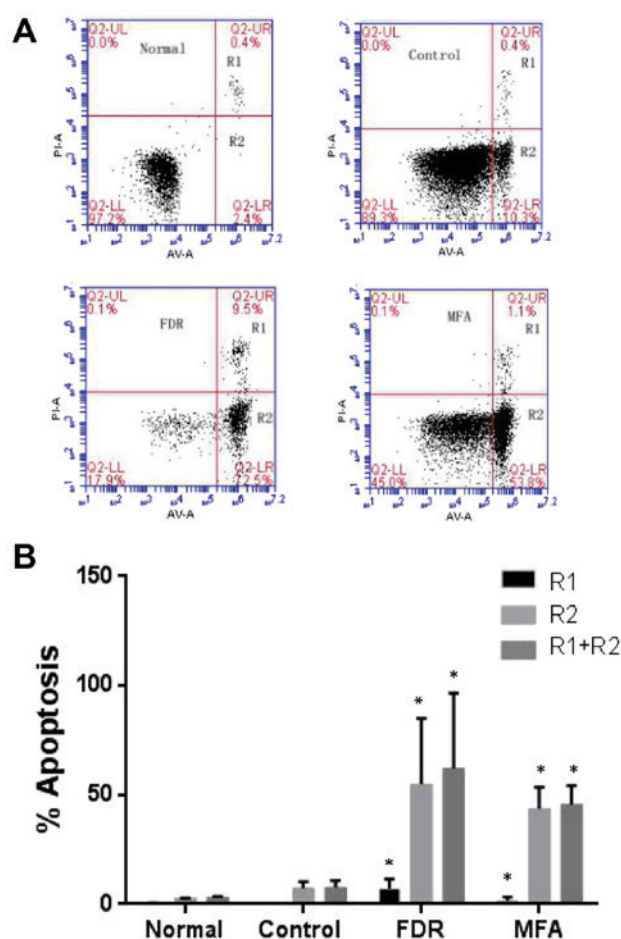 A
Q2-UL
0.0%
Normal
Q2-UR
0.4%
R1
R2
Q2-LL
97.2%
Q2-LR
2.4%
PI-A
AV-A
Q2-UL
0.0%
Control
Q2-UR
0.4%
R1
R2
Q2-LL
89.3%
Q2-LR
10.3%
PI-A
AV-A
Q2-UL
0.1%
FDR
Q2-UR
9.5%
R1
R2
Q2-LL
17.9%
Q2-LR
PI-A
AV-A
Q2-UL
0.1%
MFA
Q2-UR
1.1%
R1
R2
Q2-LL
45.0%
Q2-LR
53.8%
PI-A
AV-A
B
150
100
50
0
% Apoptosis
R1
R2
R1+R2
* * *
* * *
Normal Control FDR MFA